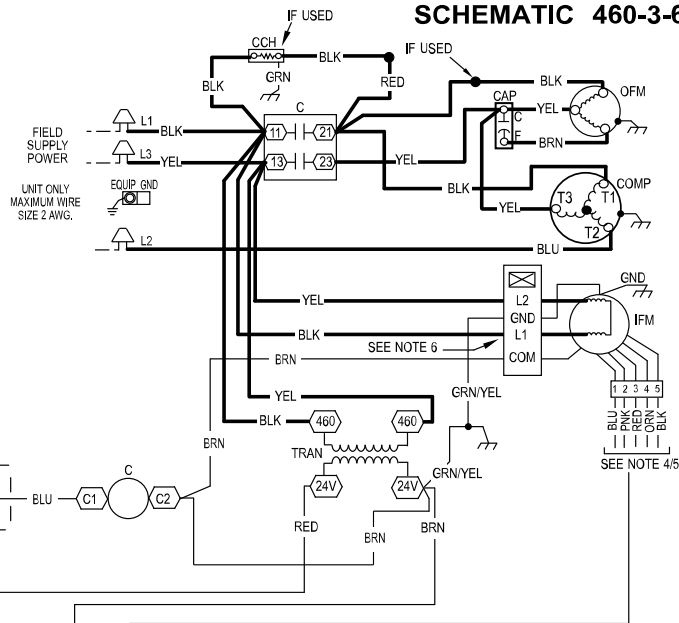 SCHEMATIC 460-3-6
IF USED
CCH
BLK
IF USED
GRN
BLK
RED
BLK
OFM
CAP
C
YEL
C
F
BRN
FIELD
SUPPLY
POWER
L1
BLK
11
21
L3
YEL
13
23
YEL
UNIT ONLY
MAXIMUM WIRE
SIZE 2 AWG.
EQUIP GND
BLK
COMP
T3
T1
YEL
T2
L2
BLU
GND
YEL
L2
GND
IFM
BLK
L1
SEE NOTE 6
BRN
COM
GRN/YEL
1 2 3 4 5
BLU
PNK
RED
ORN
BLK
YEL
BLK
460
460
BRN
TRAN
SEE NOTE 4/5
C
GRN/YEL
BLU
C1
C2
24V
24V
RED
BRN
BRN